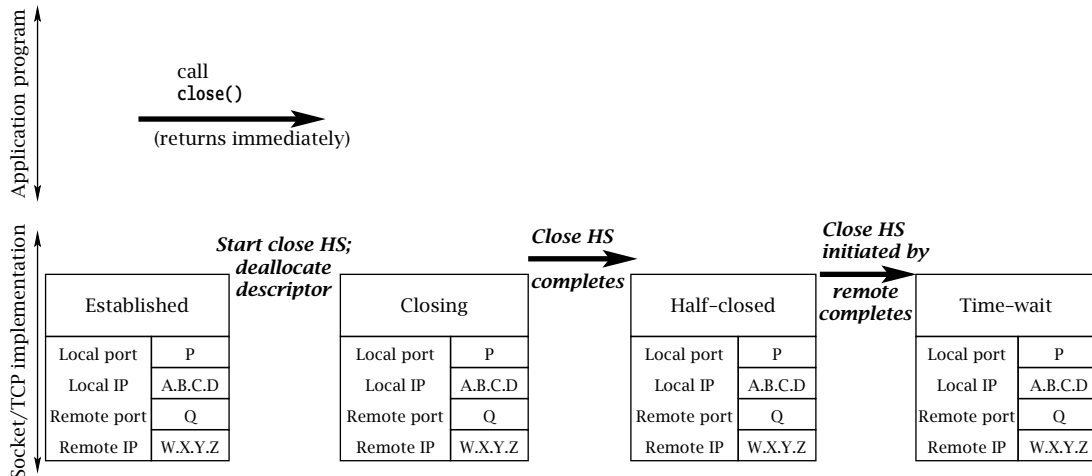 Application program
call
close()
(returns immediately)
Socket/TCP implementation
Start close HS;
deallocate
descriptor
Close HS
completes
Close HS
initiated by
remote
completes
Established
Local port P
Local IP A.B.C.D
Remote port Q
Remote IP W.X.Y.Z
Closing
Local port P
Local IP A.B.C.D
Remote port Q
Remote IP W.X.Y.Z
Half-closed
Local port P
Local IP A.B.C.D
Remote port Q
Remote IP W.X.Y.Z
Time-wait
Local port P
Local IP A.B.C.D
Remote port Q
Remote IP W.X.Y.Z